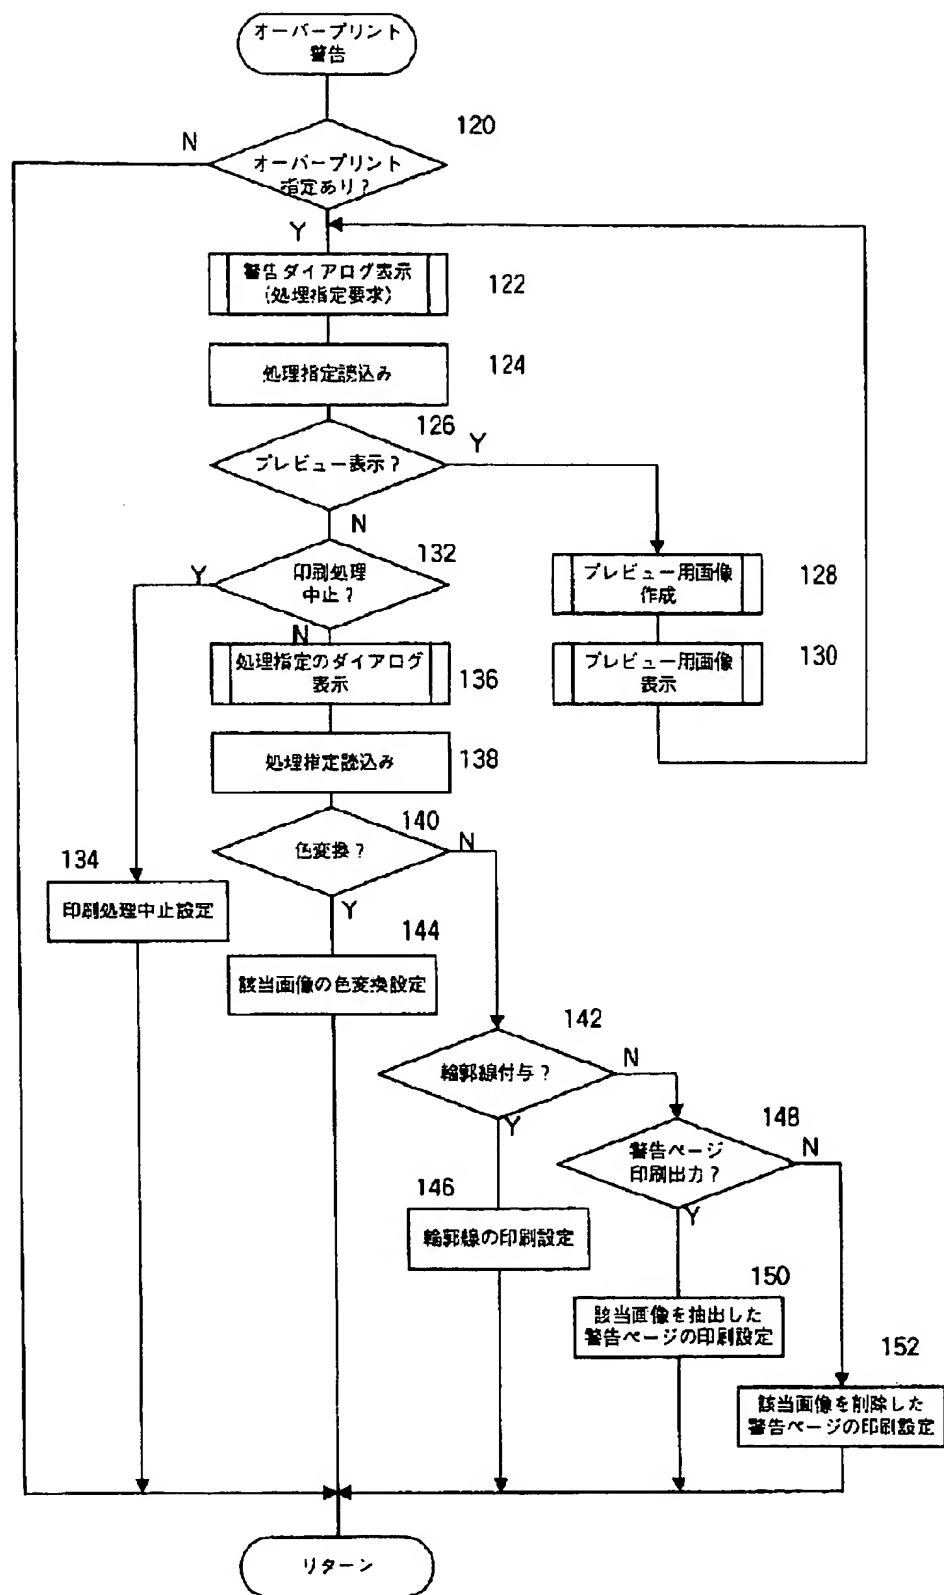 オーバープリント
警告
120
N
オーバープリント
指定あり？
Y
警告ダイアログ表示
(処理指定要求)
122
処理指定読込み
124
126
プレビュー表示？
Y
N
132
印刷処理
中止？
Y
N
プレビュー用画像
作成
128
処理指定のダイアログ
表示
136
プレビュー用画像
表示
130
処理指定読込み
138
140
色変換？
N
Y
134
印刷処理中止設定
144
該当画像の色変換設定
142
輪郭線付与？
N
Y
148
警告ページ
印刷出力？
N
Y
146
輪郭線の印刷設定
150
該当画像を抽出した
警告ページの印刷設定
152
該当画像を削除した
警告ページの印刷設定
リターン